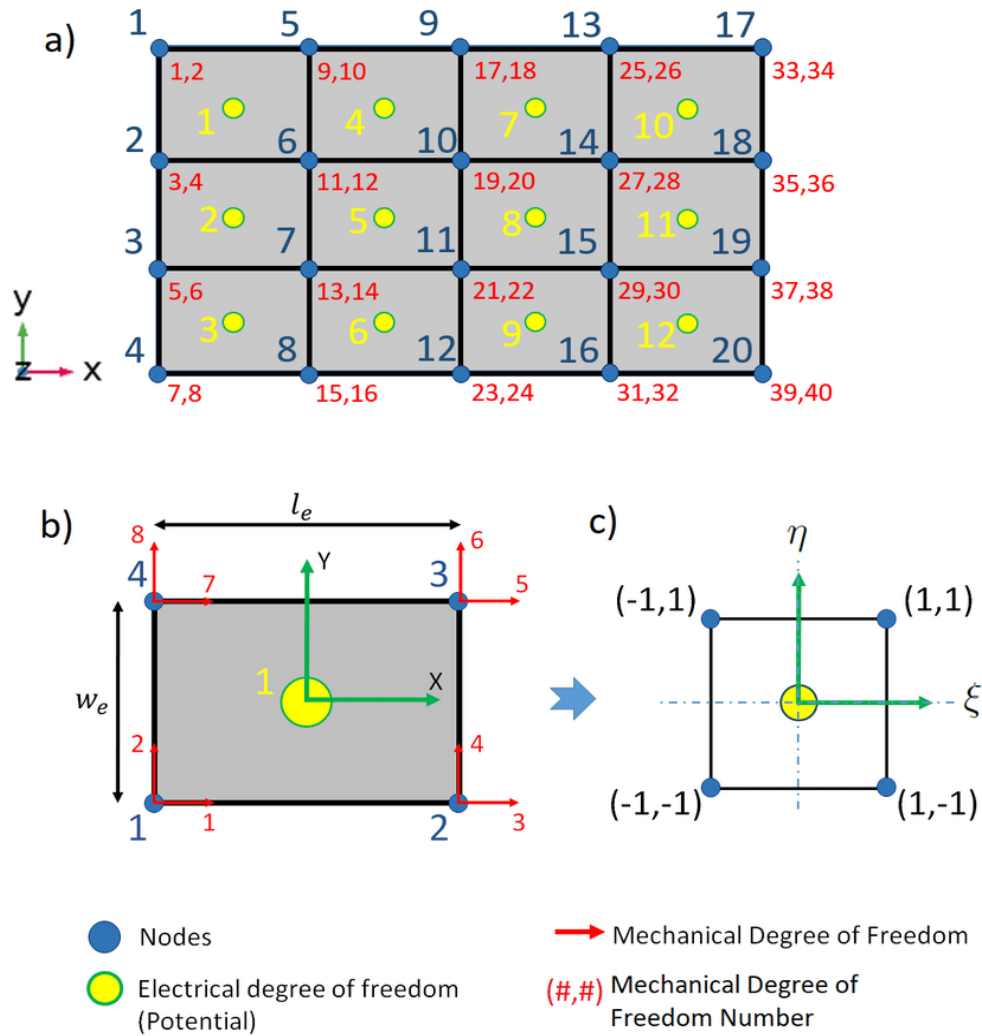 a)
1 5 9 13 17
1,2 9,10 17,18 25,26 33,34
1 4 7 10
2 6 10 14 18
3,4 11,12 19,20 27,28 35,36
2 5 8 11
3 7 11 15 19
5,6 13,14 21,22 29,30 37,38
3 6 9 12
4 8 12 16 20
7,8 15,16 23,24 31,32 39,40
y
z x
b)
l_e
8 6
4 Y 3
7 5
1 X
w_e
2 4
1 2
1 3
c)
η
(-1,1) (1,1)
ξ
(-1,-1) (1,-1)
Nodes
Mechanical Degree of Freedom
Electrical degree of freedom
(Potential)
(#,#) Mechanical Degree of
Freedom Number